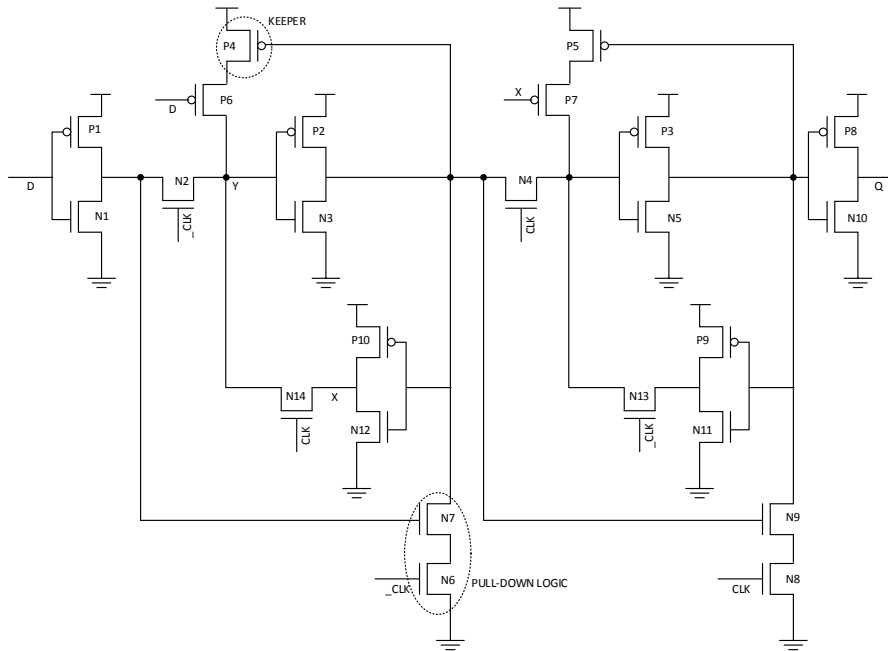 KEEPER
P4
P5
D
P6
X
P7
P1
P2
P3
P8
D
N2
Y
N4
Q
_CLK
CLK
N1
N3
N5
N10
P10
P9
N14
X
N13
CLK
N12
_CLK
N11
N7
N9
N6
N8
_CLK
PULL-DOWN LOGIC
CLK